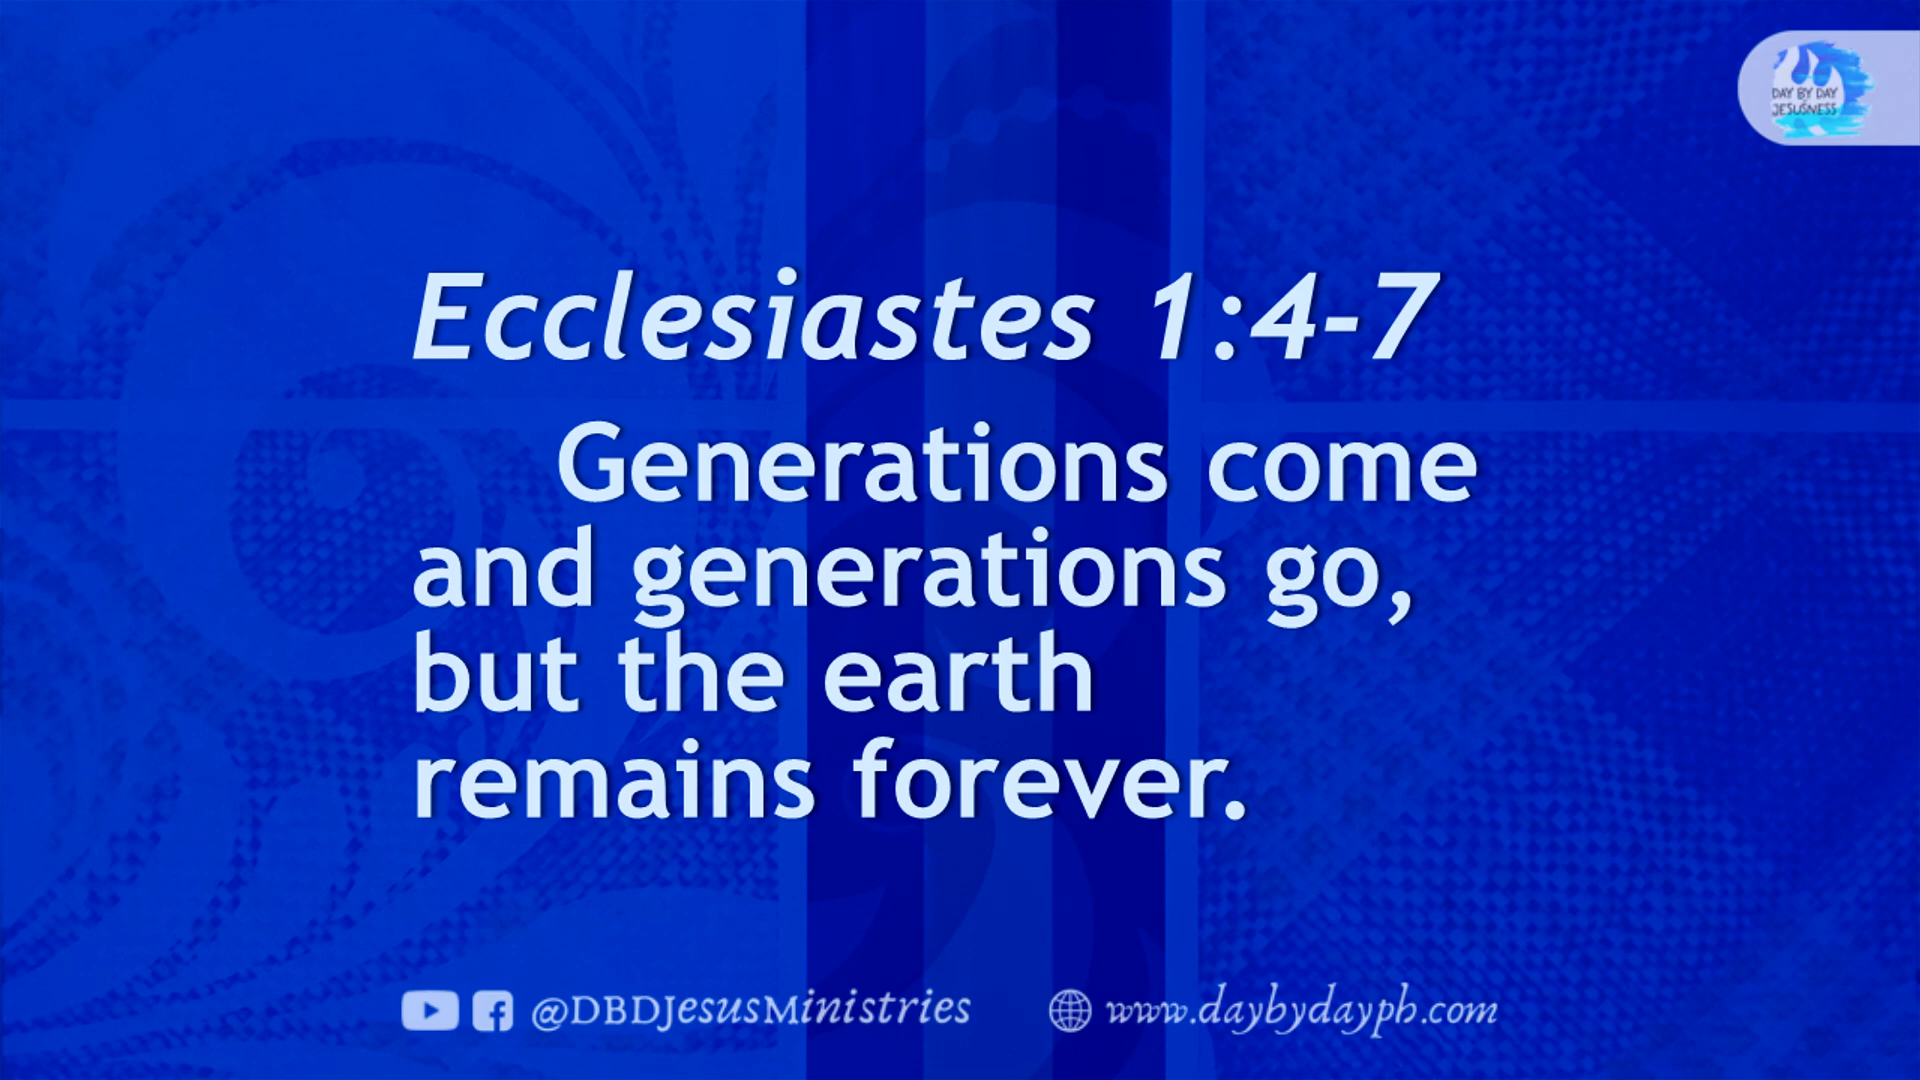 DAY BY DAY
JESUSNESS
Ecclesiastes 1:4-7
Generations come
and generations go,
but the earth
remains forever.
@DBDJesusMinistries
www.daybydayph.com